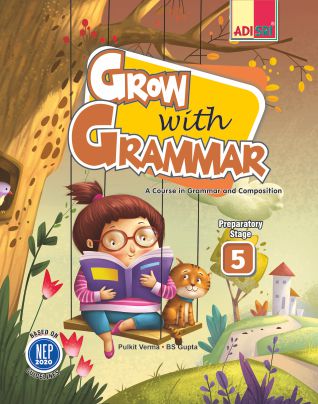 ADISRI
GROW
with
GRAMMAR
A Course in Grammar and Composition
Preparatory
Stage
5
BASED ON
NEP
2020
GUIDELINES
Pulkit Verma • BS Gupta